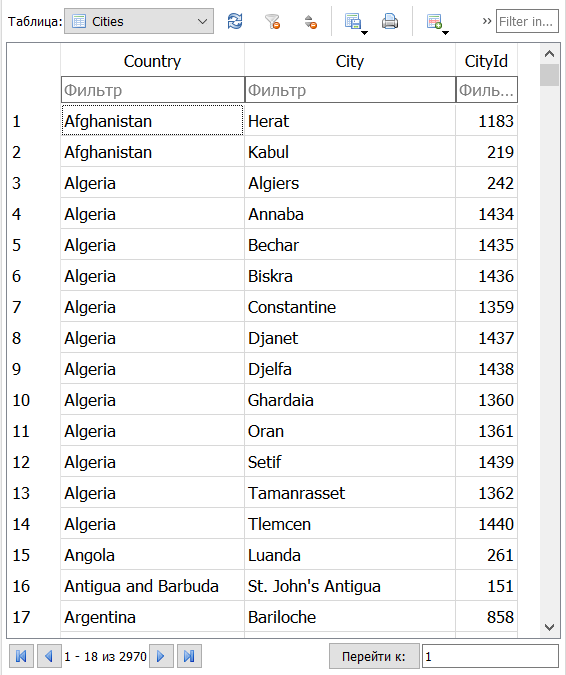 Таблица: Cities » Filter in...
Country City CityId
Фильтр Фильтр Филь...
1 Afghanistan Herat 1183
2 Afghanistan Kabul 219
3 Algeria Algiers 242
4 Algeria Annaba 1434
5 Algeria Bechar 1435
6 Algeria Biskra 1436
7 Algeria Constantine 1359
8 Algeria Djanet 1437
9 Algeria Djelfa 1438
10 Algeria Ghardaia 1360
11 Algeria Oran 1361
12 Algeria Setif 1439
13 Algeria Tamanrasset 1362
14 Algeria Tlemcen 1440
15 Angola Luanda 261
16 Antigua and Barbuda St. John's Antigua 151
17 Argentina Bariloche 858
1 - 18 из 2970 Перейти к: 1